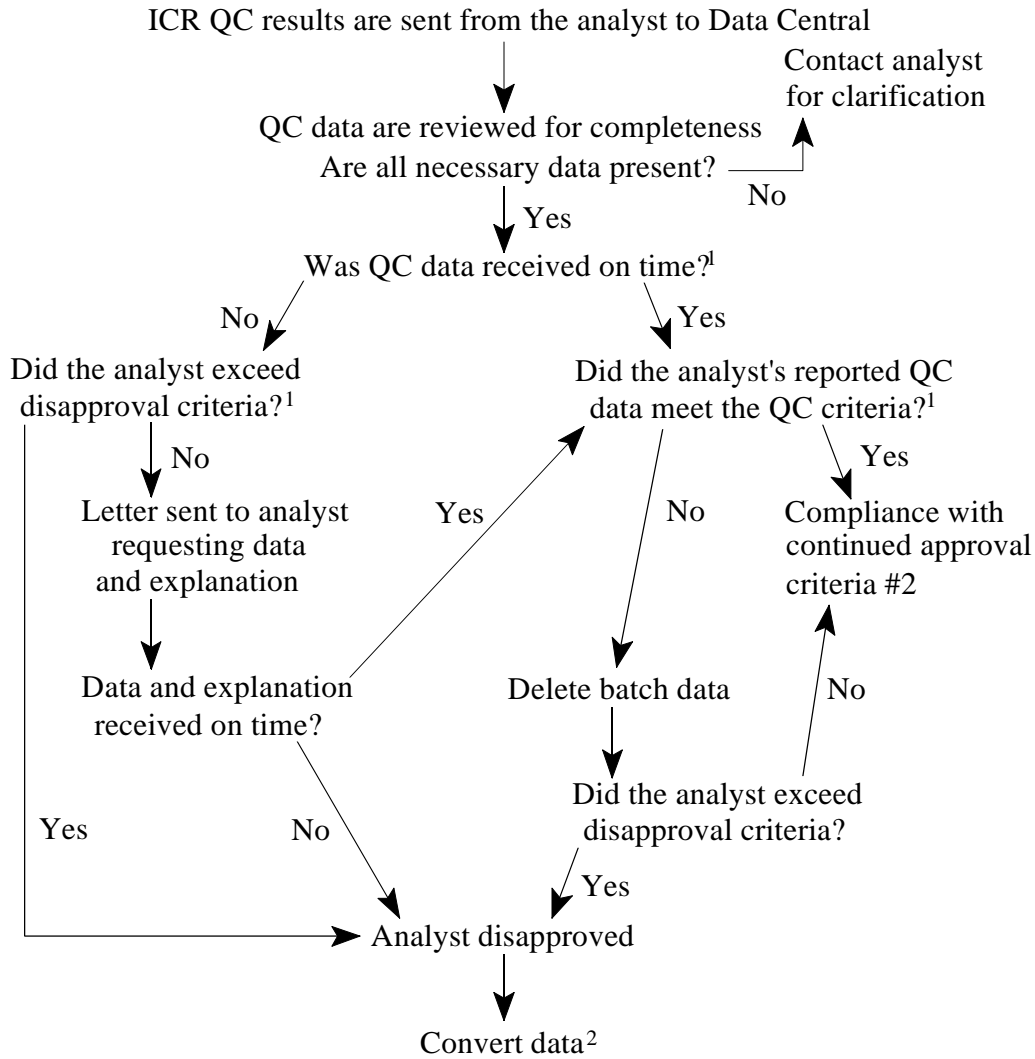 ICR QC results are sent from the analyst to Data Central
Contact analyst
for clarification
QC data are reviewed for completeness
Are all necessary data present?
No
Yes
Was QC data received on time?¹
No
Yes
Did the analyst exceed
disapproval criteria?¹
Did the analyst's reported QC
data meet the QC criteria?¹
No
Yes
Letter sent to analyst
requesting data
and explanation
Yes
No
Compliance with
continued approval
criteria #2
Data and explanation
received on time?
Delete batch data
No
Did the analyst exceed
disapproval criteria?
Yes
No
Yes
Analyst disapproved
Convert data²